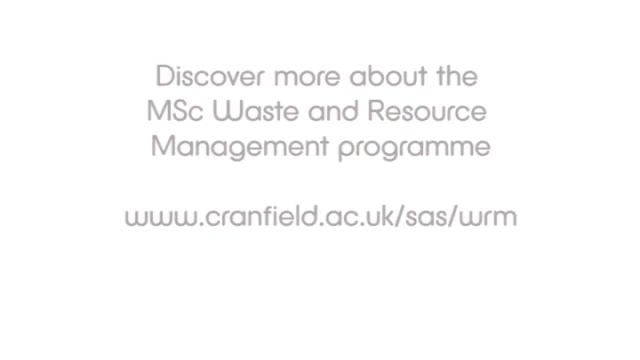 Discover more about the
MSc Waste and Resource
Management programme
www.cranfield.ac.uk/sas/wrm